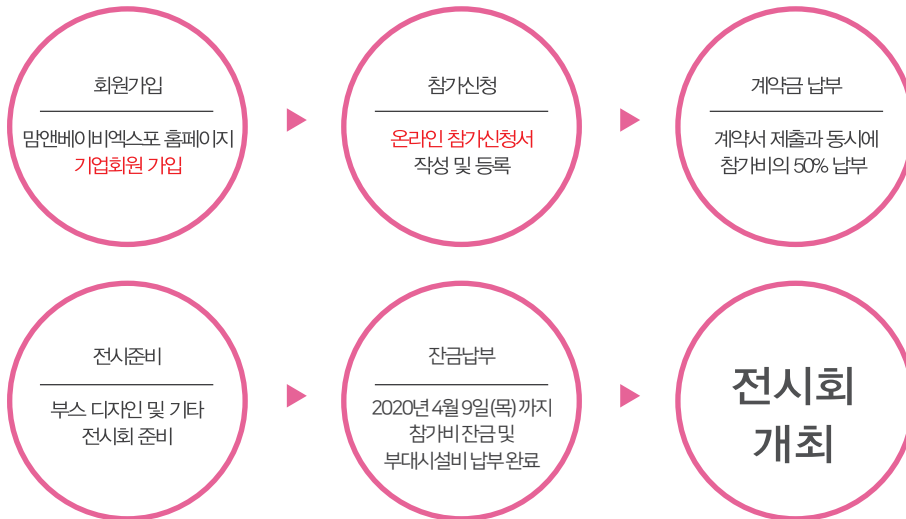 회원가입
맘앤베이비엑스포 홈페이지
기업회원 가입
참가신청
온라인 참가신청서
작성 및 등록
계약금 납부
계약서 제출과 동시에
참가비의 50% 납부
전시준비
부스 디자인 및 기타
전시회 준비
잔금납부
2020년 4월 9일(목) 까지
참가비 잔금 및
부대시설비 납부 완료
전시회
개최